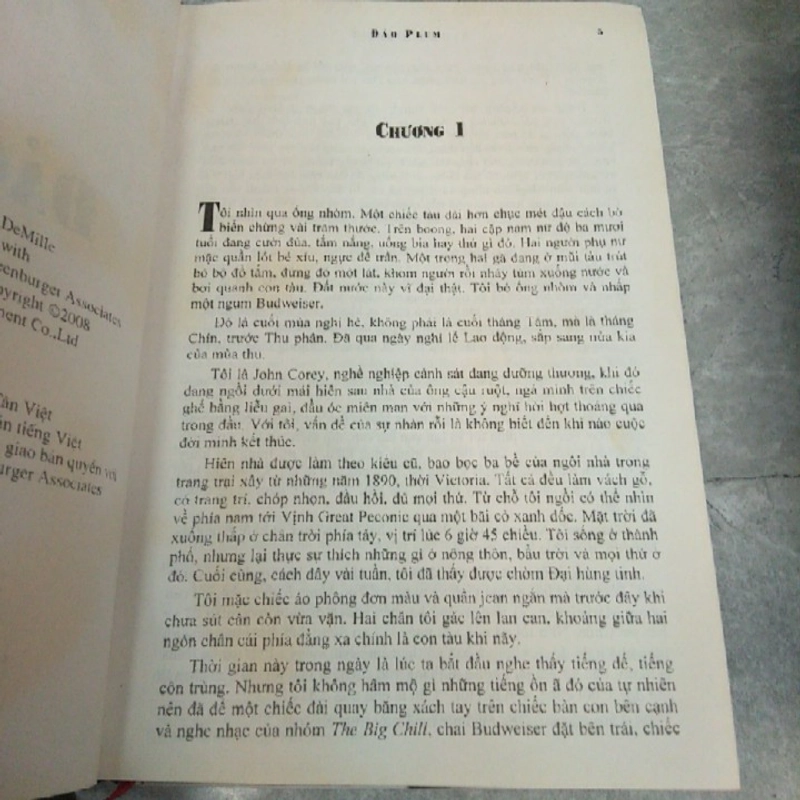 DeMille
with
eenburger Associates
pyright ©2008
ment Co.,Ltd
Tân Việt
ản tiếng Việt
giao bản quyền với
burger Associates
ĐẢO PLUM 5
CHƯƠNG 1
Tôi nhìn qua ống nhòm. Một chiếc tàu dài hơn chục mét đậu cách bờ
biển chừng vài trăm thước. Trên boong, hai cặp nam nữ độ ba mươi
tuổi đang cười đùa, tắm nắng, uống bia hay thứ gì đó. Hai người phụ nữ
mặc quần lót bé xíu, ngực để trần. Một trong hai gã đang ở mũi tàu trút
bỏ bộ đồ tắm, đứng đó một lát, khom người rồi nhảy tùm xuống nước và
bơi quanh con tàu. Đất nước này vĩ đại thật. Tôi bỏ ống nhòm và nhấp
một ngụm Budweiser.
Đó là cuối mùa nghỉ hè, không phải là cuối tháng Tám, mà là tháng
Chín, trước Thu phân. Đã qua ngày nghỉ lễ Lao động, sắp sang nửa kia
của mùa thu.
Tôi là John Corey, nghề nghiệp cảnh sát đang dưỡng thương, khi đó
đang ngồi dưới mái hiên sau nhà của ông cậu ruột, ngả mình trên chiếc
ghế bằng liễu gai, đầu óc miên man với những ý nghĩ hời hợt thoáng qua
trong đầu. Với tôi, vấn đề của sự nhàn rỗi là không biết đến khi nào cuộc
đời mình kết thúc.
Hiên nhà được làm theo kiểu cũ, bao bọc ba bề của ngôi nhà trong
trang trại xây từ những năm 1890, thời Victoria. Tất cả đều làm vách gỗ,
có trang trí, chóp nhọn, đầu hồi, đủ mọi thứ. Từ chỗ tôi ngồi có thể nhìn
về phía nam tới Vịnh Great Peconic qua một bãi cỏ xanh dốc. Mặt trời đã
xuống thấp ở chân trời phía tây, vị trí lúc 6 giờ 45 chiều. Tôi sống ở thành
phố, nhưng lại thực sự thích những gì ở nông thôn, bầu trời và mọi thứ ở
đó. Cuối cùng, cách đây vài tuần, tôi đã thấy được chòm Đại hùng tinh.
Tôi mặc chiếc áo phông đơn màu và quần jean ngắn mà trước đây khi
chưa sút cân còn vừa vặn. Hai chân tôi gác lên lan can, khoảng giữa hai
ngón chân cái phía đằng xa chính là con tàu khi nãy.
Thời gian này trong ngày là lúc ta bắt đầu nghe thấy tiếng dế, tiếng
côn trùng. Nhưng tôi không hâm mộ gì những tiếng ồn ã đó của tự nhiên
nên đã để một chiếc đài quay băng xách tay trên chiếc bàn con bên cạnh
và nghe nhạc của nhóm The Big Chill, chai Budweiser đặt bên trái, chiếc